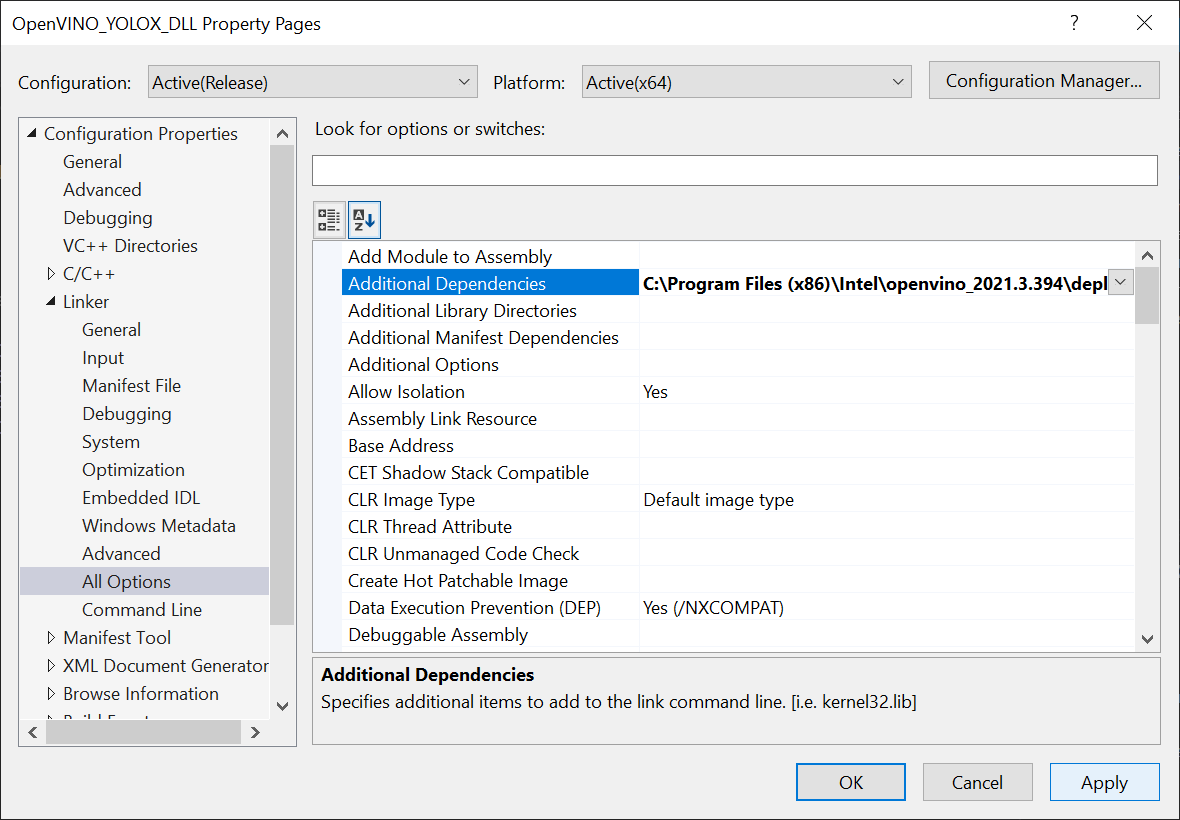 OpenVINO_YOLOX_DLL Property Pages
?
Configuration: Active(Release) Platform: Active(x64) Configuration Manager...
Configuration Properties
General
Advanced
Debugging
VC++ Directories
C/C++
Linker
General
Input
Manifest File
Debugging
System
Optimization
Embedded IDL
Windows Metadata
Advanced
All Options
Command Line
Manifest Tool
XML Document Generator
Browse Information
Look for options or switches:
A
Z
Add Module to Assembly
Additional Dependencies C:\Program Files (x86)\Intel\openvino_2021.3.394\depl
Additional Library Directories
Additional Manifest Dependencies
Additional Options
Allow Isolation Yes
Assembly Link Resource
Base Address
CET Shadow Stack Compatible
CLR Image Type Default image type
CLR Thread Attribute
CLR Unmanaged Code Check
Create Hot Patchable Image
Data Execution Prevention (DEP) Yes (/NXCOMPAT)
Debuggable Assembly
Additional Dependencies
Specifies additional items to add to the link command line. [i.e. kernel32.lib]
OK Cancel Apply